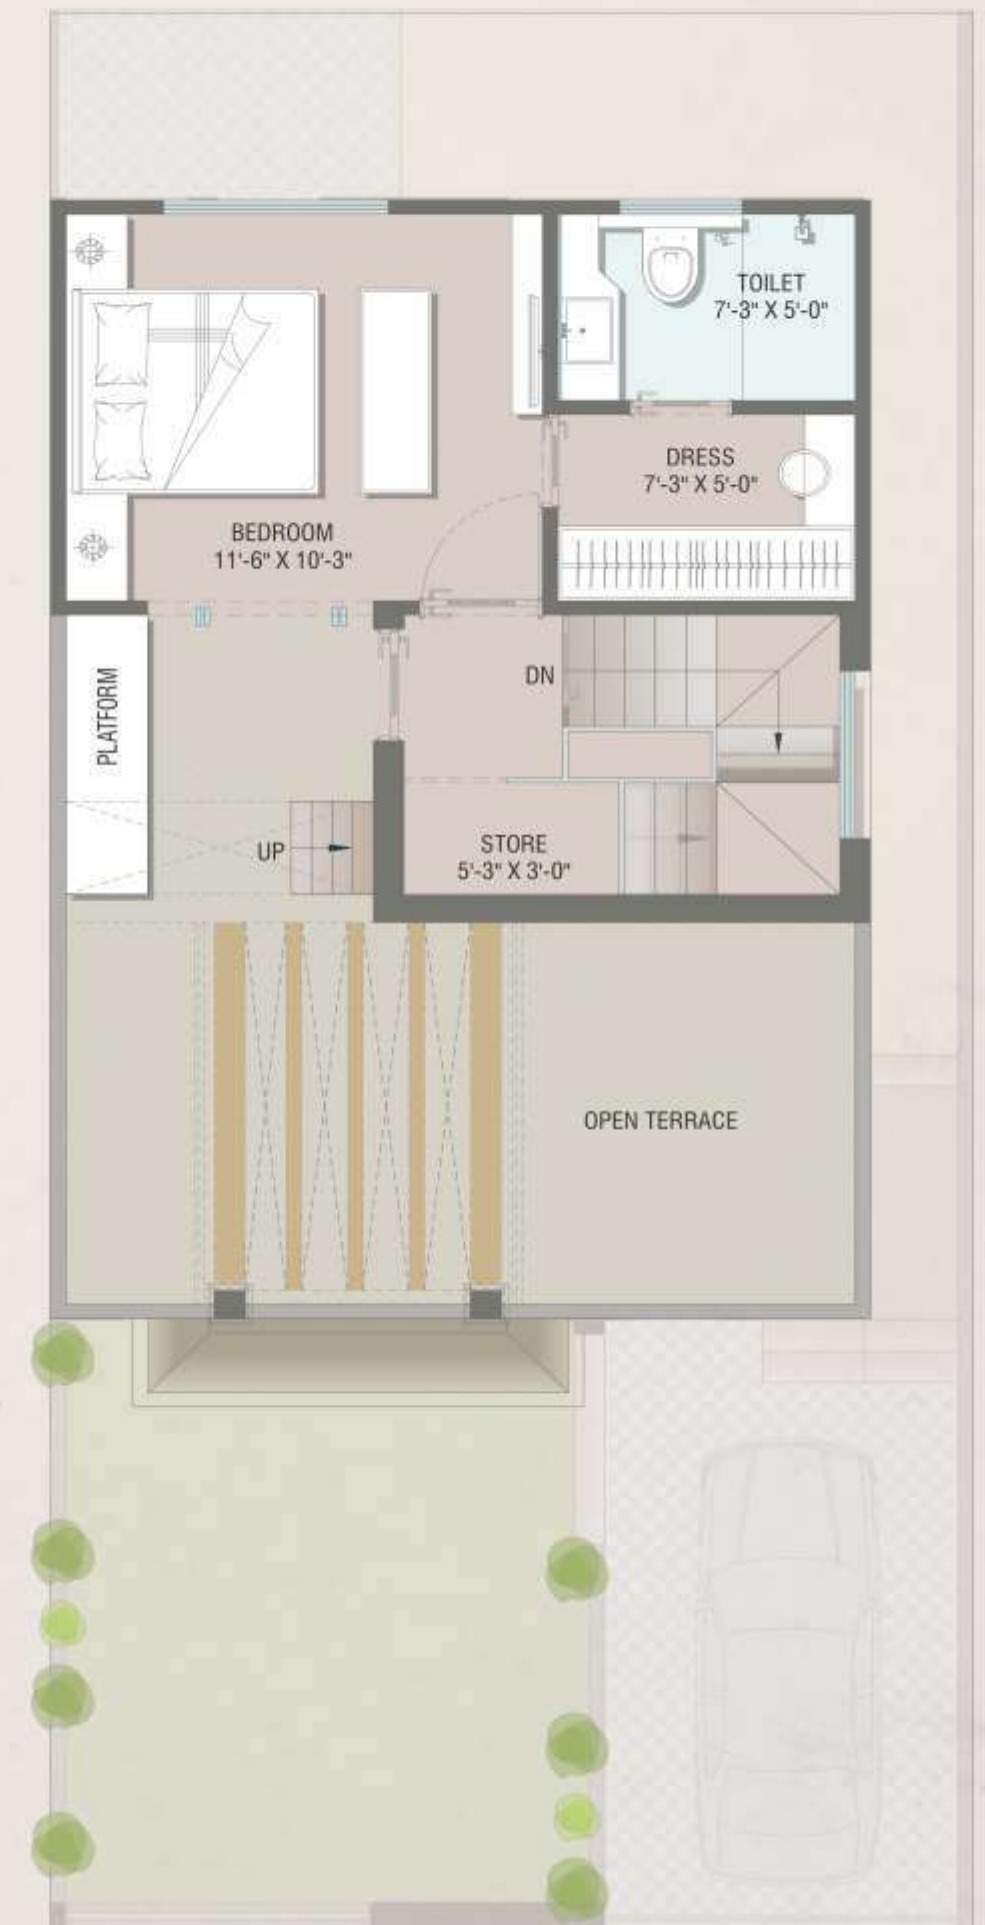 TOILET
7'-3" X 5'-0"
DRESS
7'-3" X 5'-0"
BEDROOM
11'-6" X 10'-3"
PLATFORM
DN
UP
STORE
5'-3" X 3'-0"
OPEN TERRACE